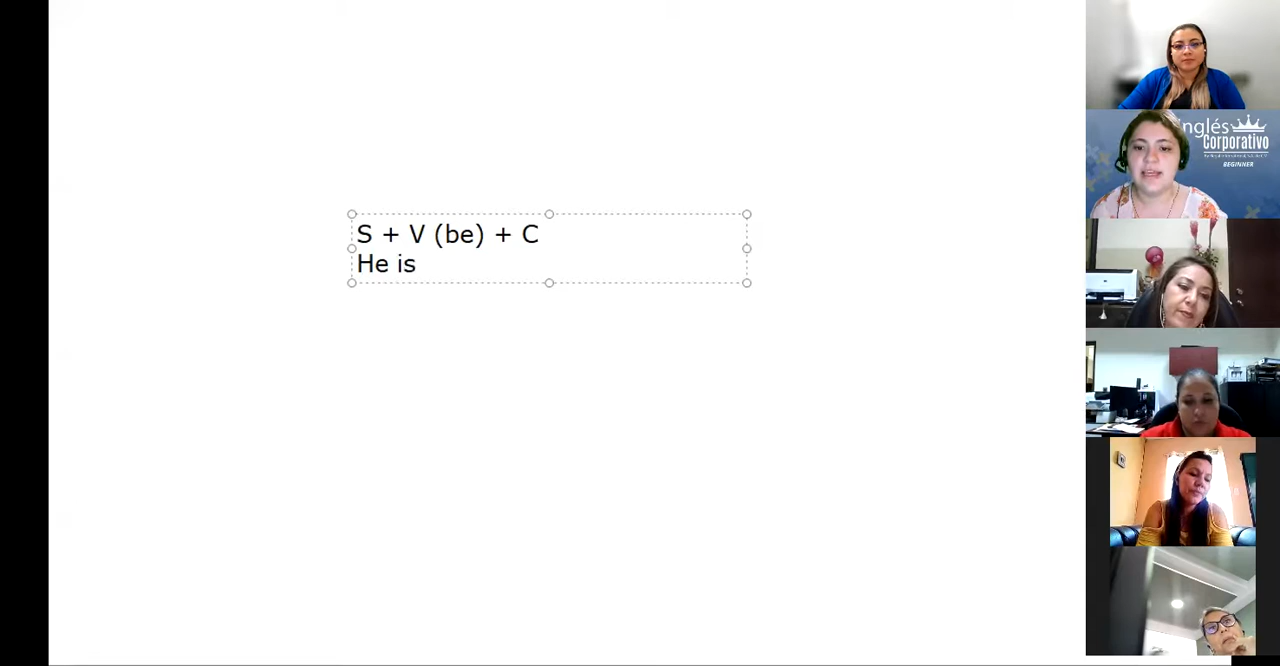 S + V (be) + C
He is
Inglés
Corporativo
BEGINNER